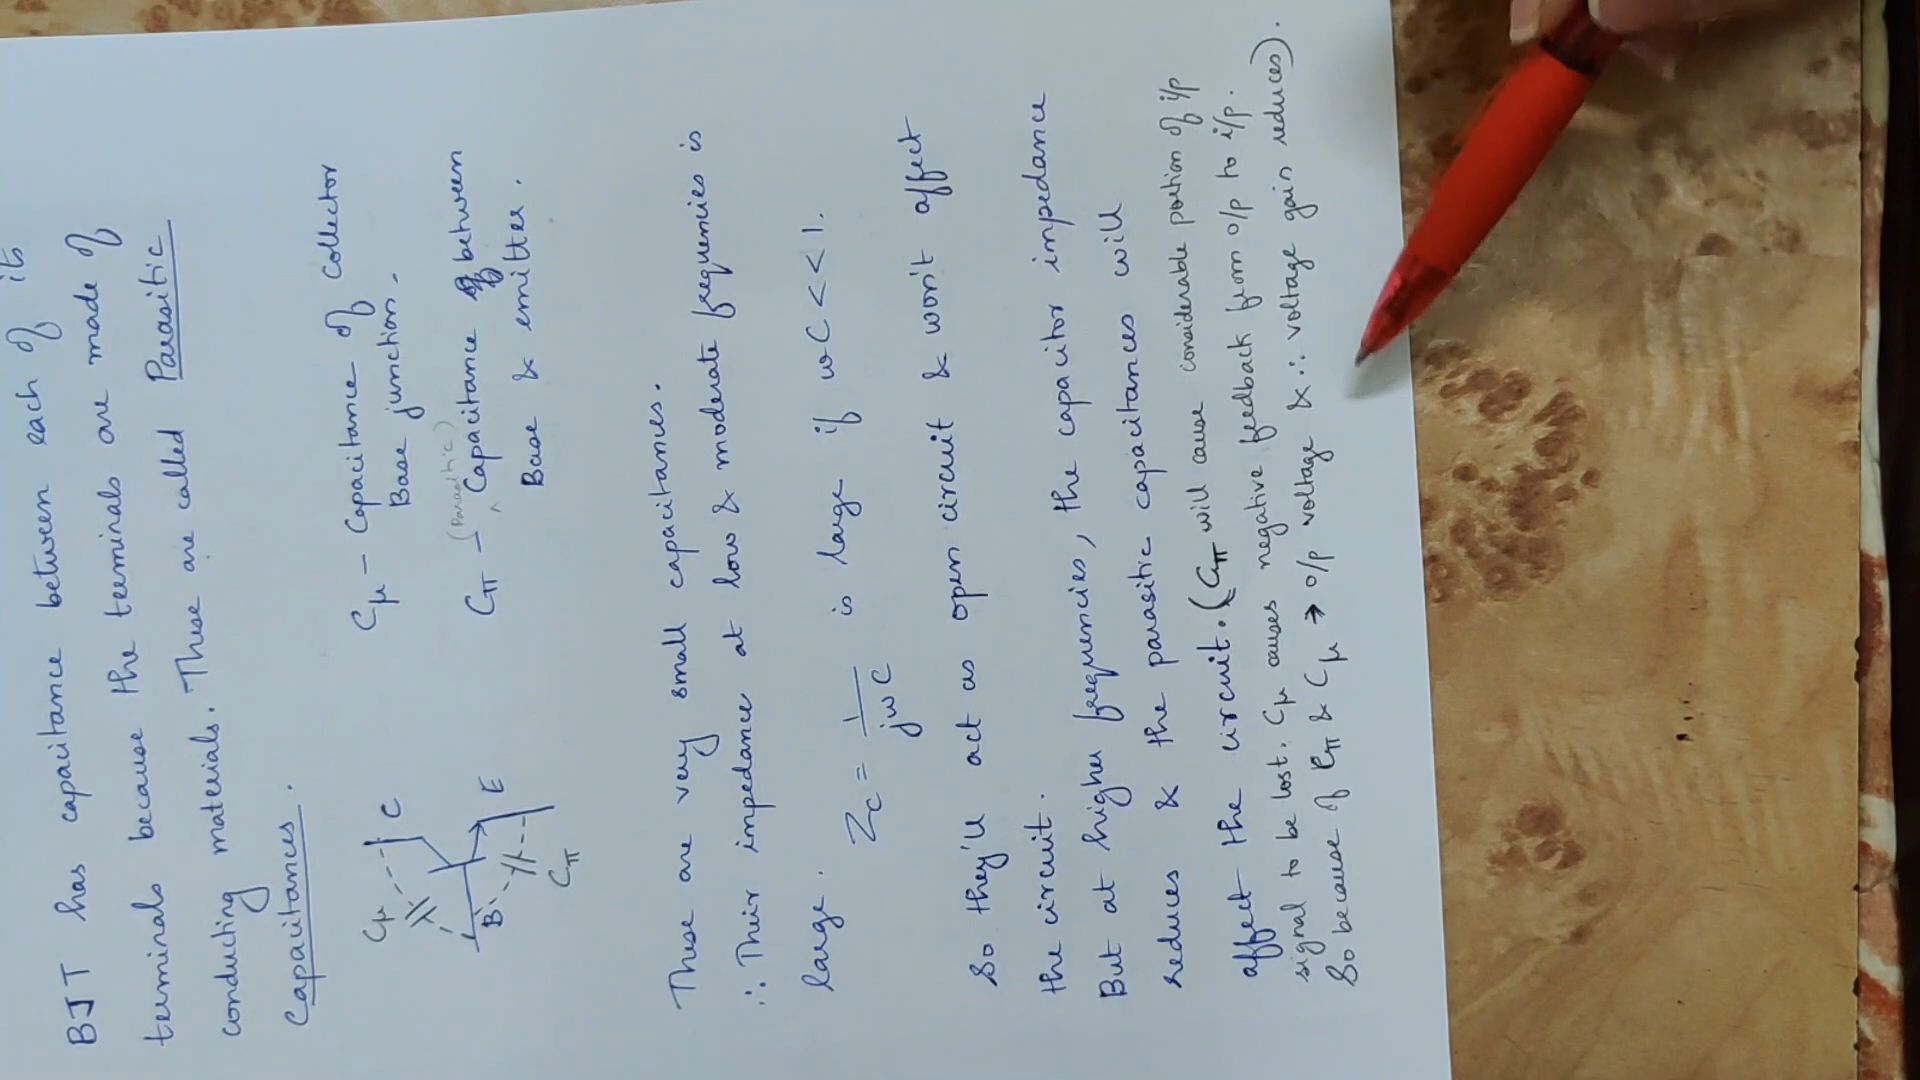 BJT has capacitance between each of its
terminals because the terminals are made of
conducting materials. These are called Parasitic
Capacitances.
Cμ
C
B
E
Cπ
Cμ - Capacitance of collector
Base junction.
(Parasitic)
Cπ - Capacitance between
Base & emitter.
These are very small capacitances.
∴ Their impedance at low & moderate frequencies is
large.
Zc = 1/jωC is large if ωC << 1.
So they'll act as open circuit & won't affect
the circuit.
But at higher frequencies, the capacitor impedance
reduces & the parasitic capacitances will
affect the circuit. (Cπ will cause considerable portion of i/p
signal to be lost. Cμ causes negative feedback from o/p to i/p.
So because of Cπ & Cμ → o/p voltage & ∴ voltage gain reduces).